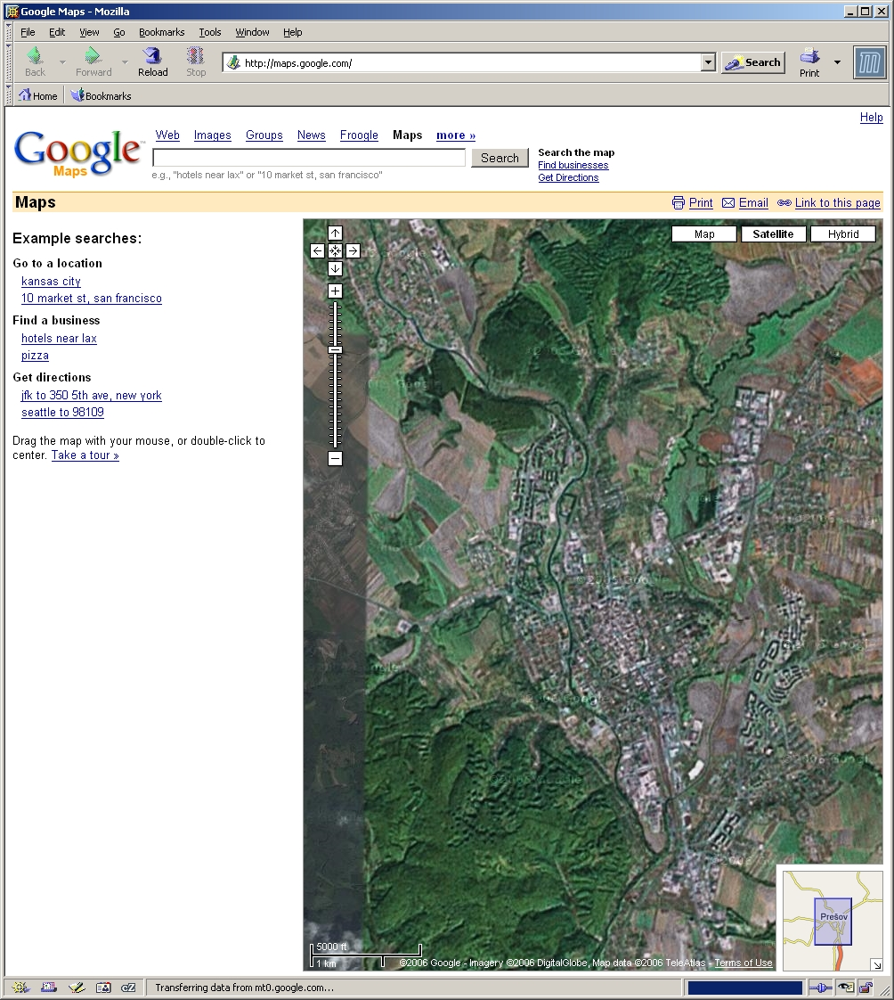 Google Maps - Mozilla
File Edit View Go Bookmarks Tools Window Help
Back Forward Reload Stop http://maps.google.com/ Search Print
Home Bookmarks
Help
Google™ Maps
Web Images Groups News Froogle Maps more »
Search
e.g., "hotels near lax" or "10 market st, san francisco"
Search the map
Find businesses
Get Directions
Maps Print Email Link to this page
Example searches:
Go to a location
kansas city
10 market st, san francisco
Find a business
hotels near lax
pizza
Get directions
jfk to 350 5th ave, new york
seattle to 98109
Drag the map with your mouse, or double-click to
center. Take a tour »
Map Satellite Hybrid
©2006 Google
Prešov
5000 ft
1 km
©2006 Google - Imagery ©2006 DigitalGlobe, Map data ©2006 TeleAtlas - Terms of Use
cZ Transferring data from mt0.google.com...